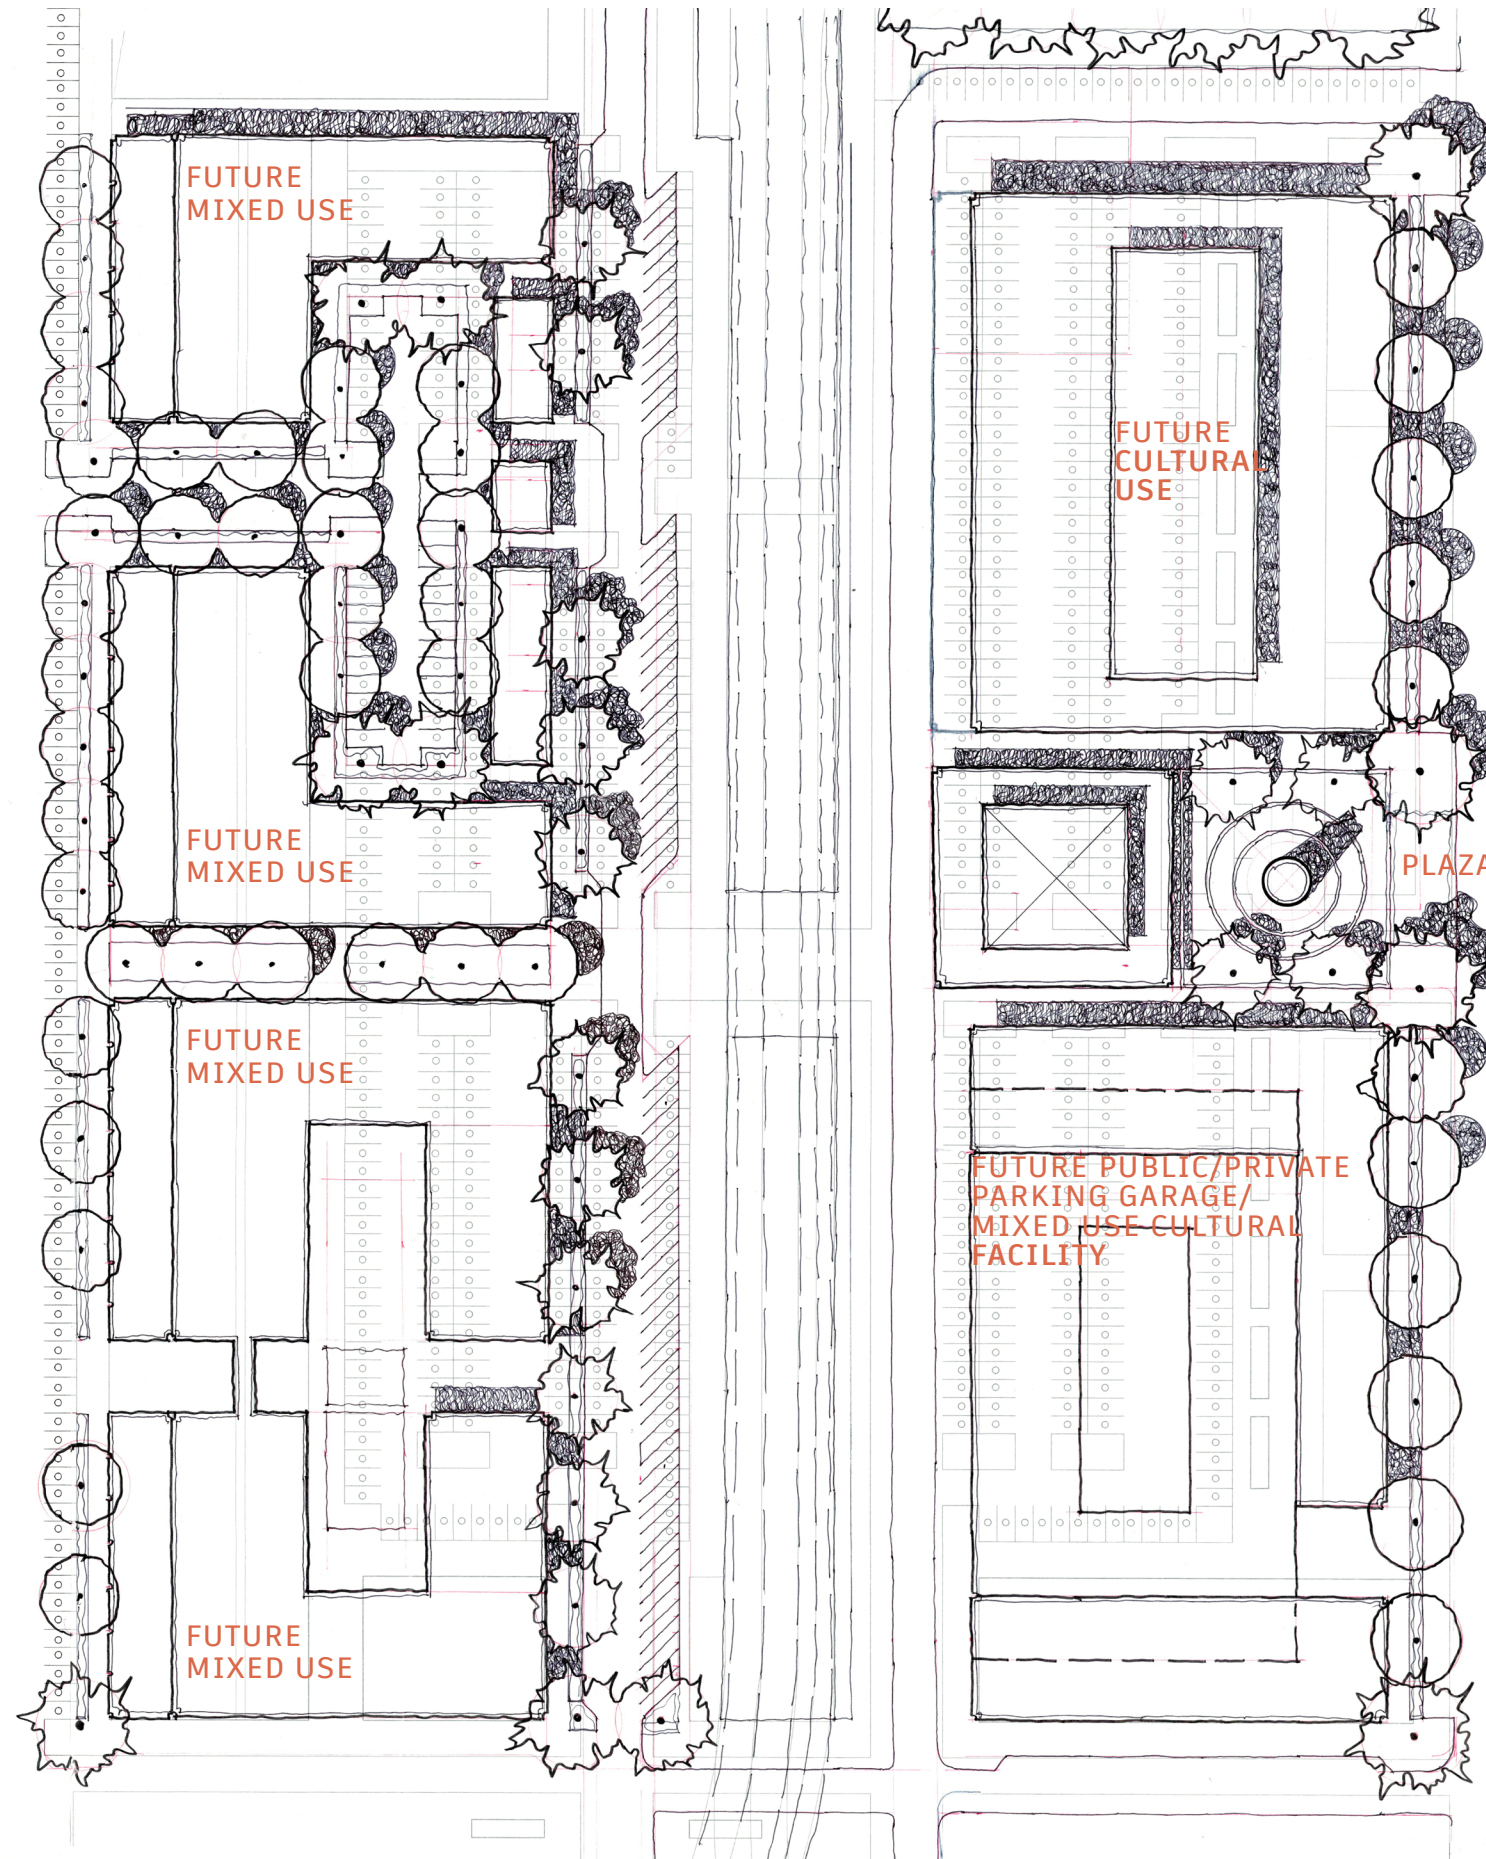 FUTURE
MIXED USE
FUTURE
CULTURAL
USE
FUTURE
MIXED USE
PLAZA
FUTURE
MIXED USE
FUTURE PUBLIC/PRIVATE
PARKING GARAGE/
MIXED USE CULTURAL
FACILITY
FUTURE
MIXED USE